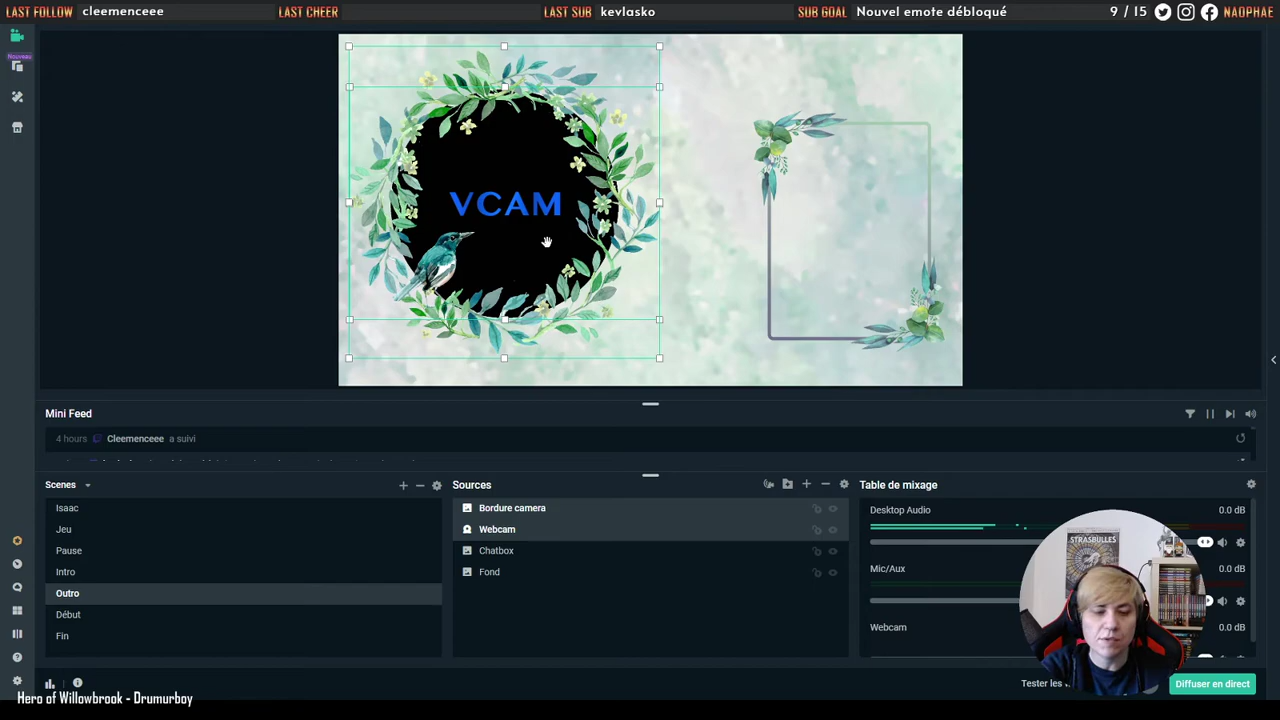 LAST FOLLOW cleemenceee LAST CHEER LAST SUB kevlasko SUB GOAL Nouvel emote débloqué 9 / 15 NAOPHAE
Nouveau
VCAM
Mini Feed
4 hours Cleemenceee a suivi
Scenes
Isaac
Jeu
Pause
Intro
Outro
Début
Fin
Sources
Bordure camera
Webcam
Chatbox
Fond
Table de mixage
Desktop Audio 0.0 dB
Mic/Aux 0.0 dB
Webcam 0.0 dB
STRASBULLES
Tester les
Diffuser en direct
Hero of Willowbrook - Drumurboy